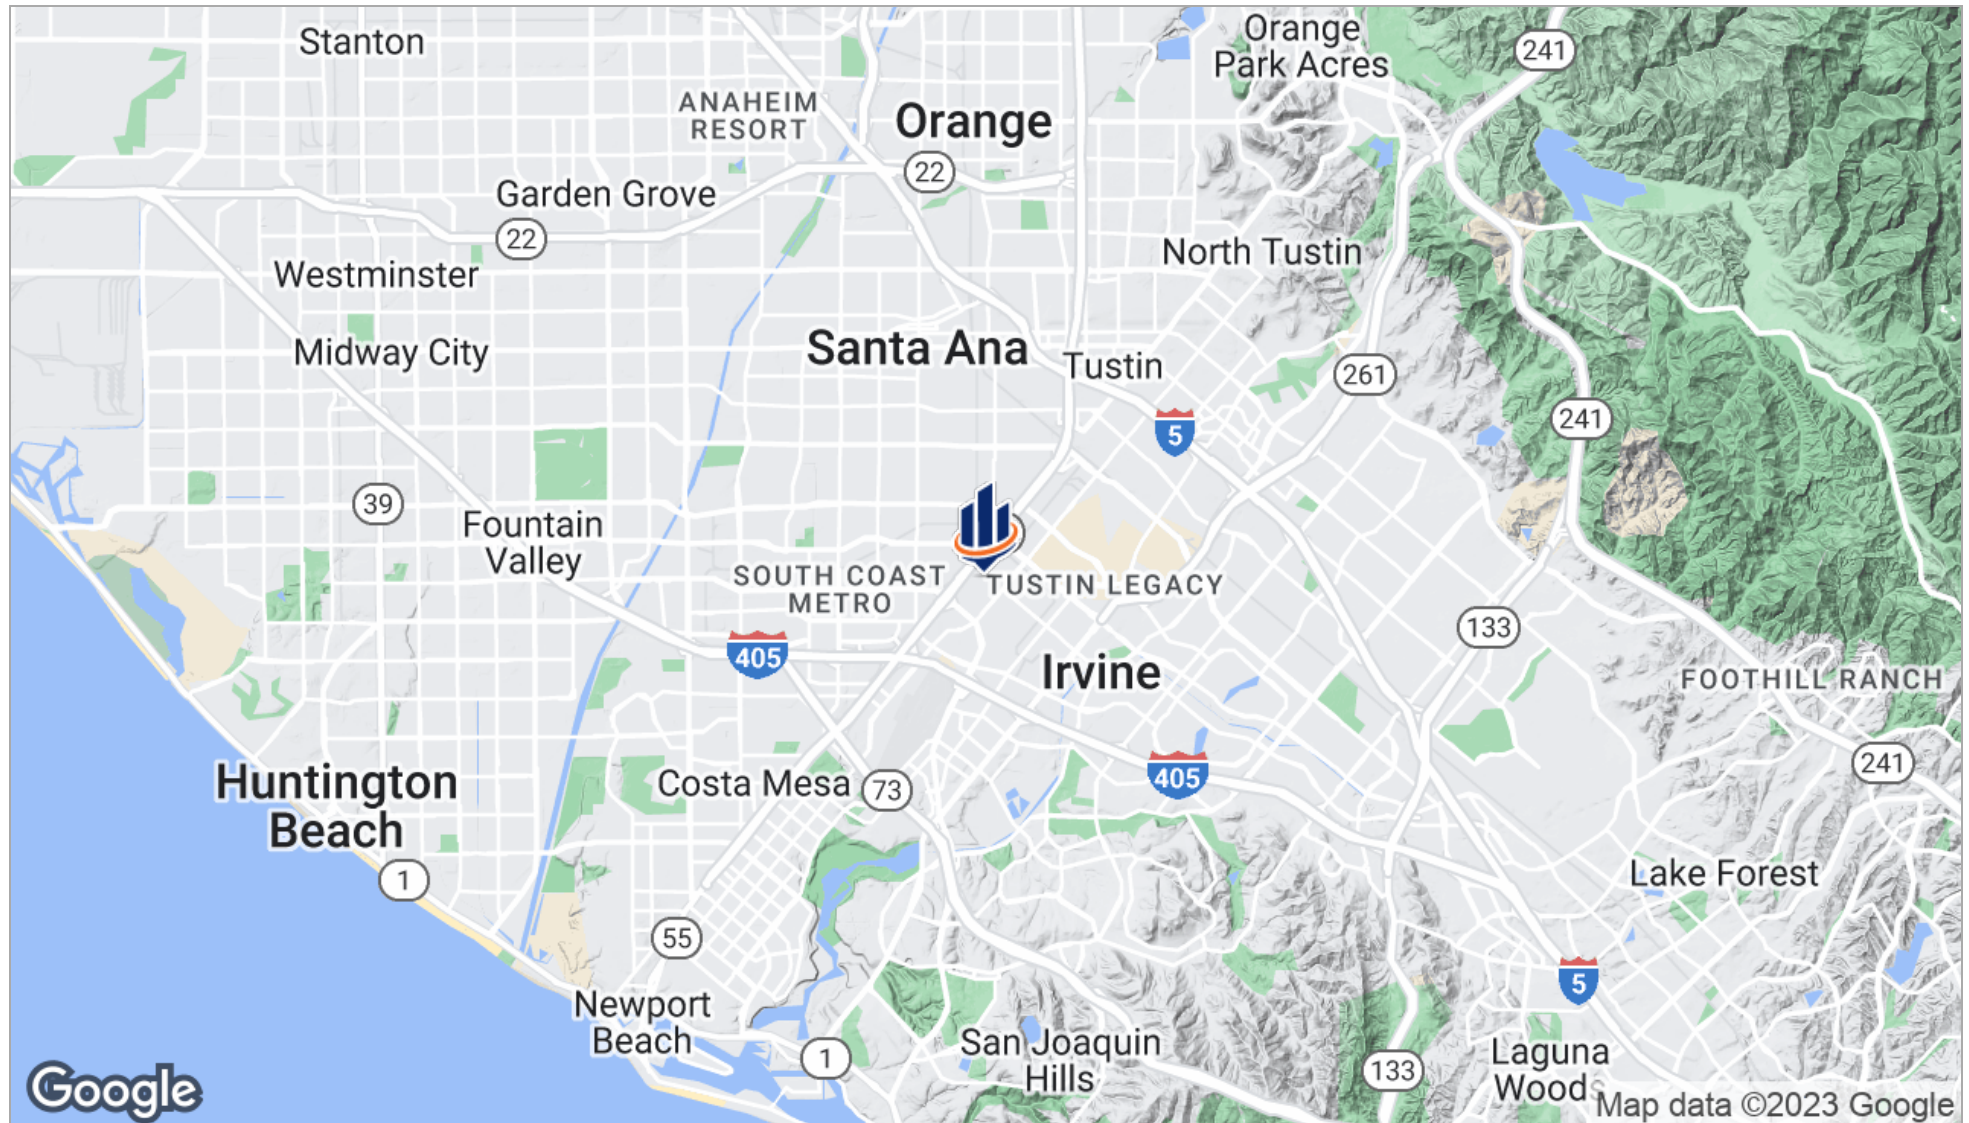 Stanton
Orange
Park Acres
241
ANAHEIM
RESORT
Orange
22
Garden Grove
22
North Tustin
Westminster
Midway City
Santa Ana
Tustin
261
241
5
39
Fountain
Valley
SOUTH COAST
METRO
TUSTIN LEGACY
133
405
Irvine
FOOTHILL RANCH
Huntington
Beach
Costa Mesa
73
405
241
1
Lake Forest
55
5
Newport
Beach
1
San Joaquin
Hills
133
Laguna
Woods
Google
Map data ©2023 Google